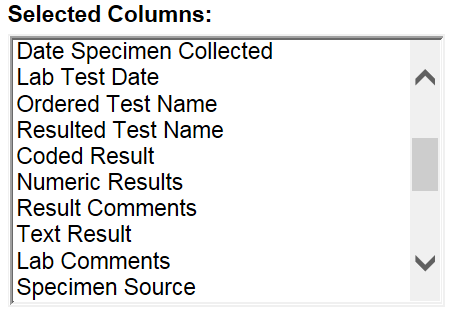 Selected Columns:
Date Specimen Collected
Lab Test Date
Ordered Test Name
Resulted Test Name
Coded Result
Numeric Results
Result Comments
Text Result
Lab Comments
Specimen Source